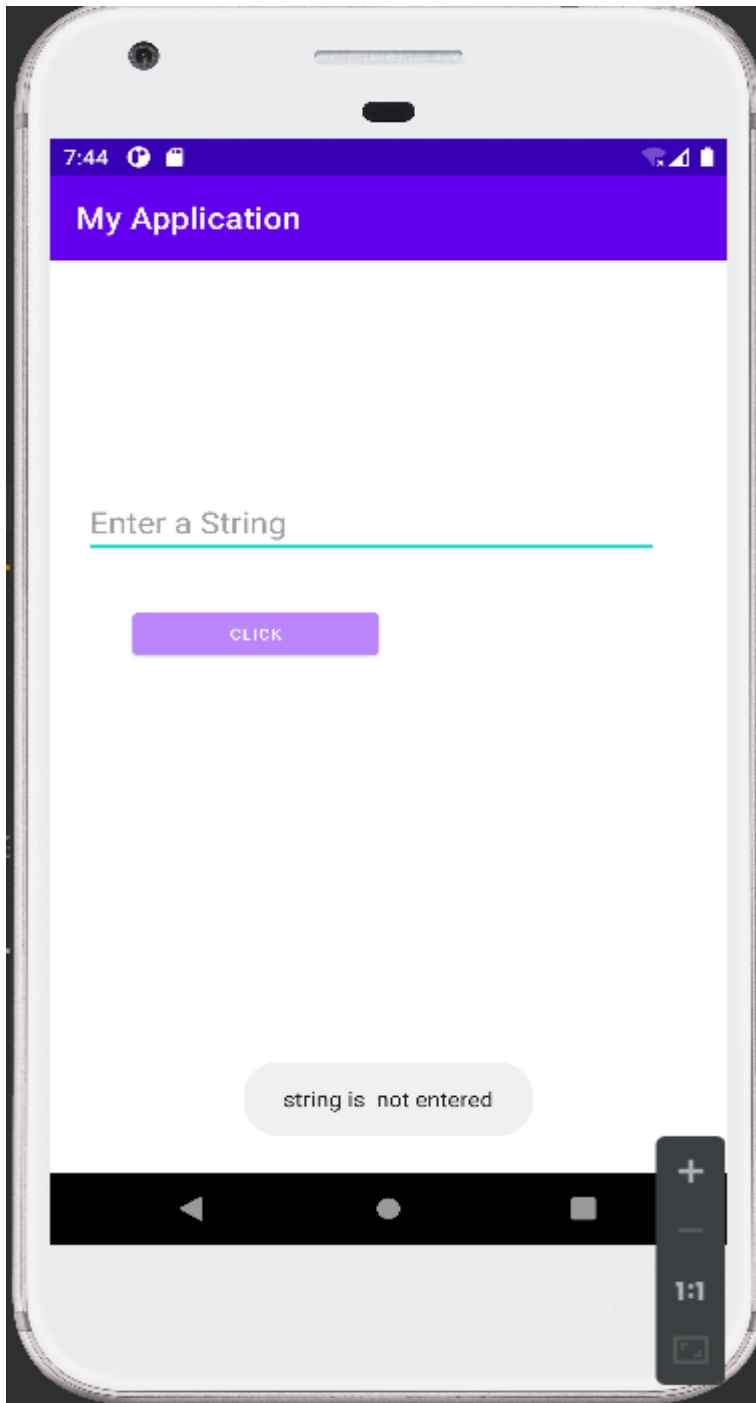 7:44
My Application
Enter a String
CLICK
string is  not entered
1:1